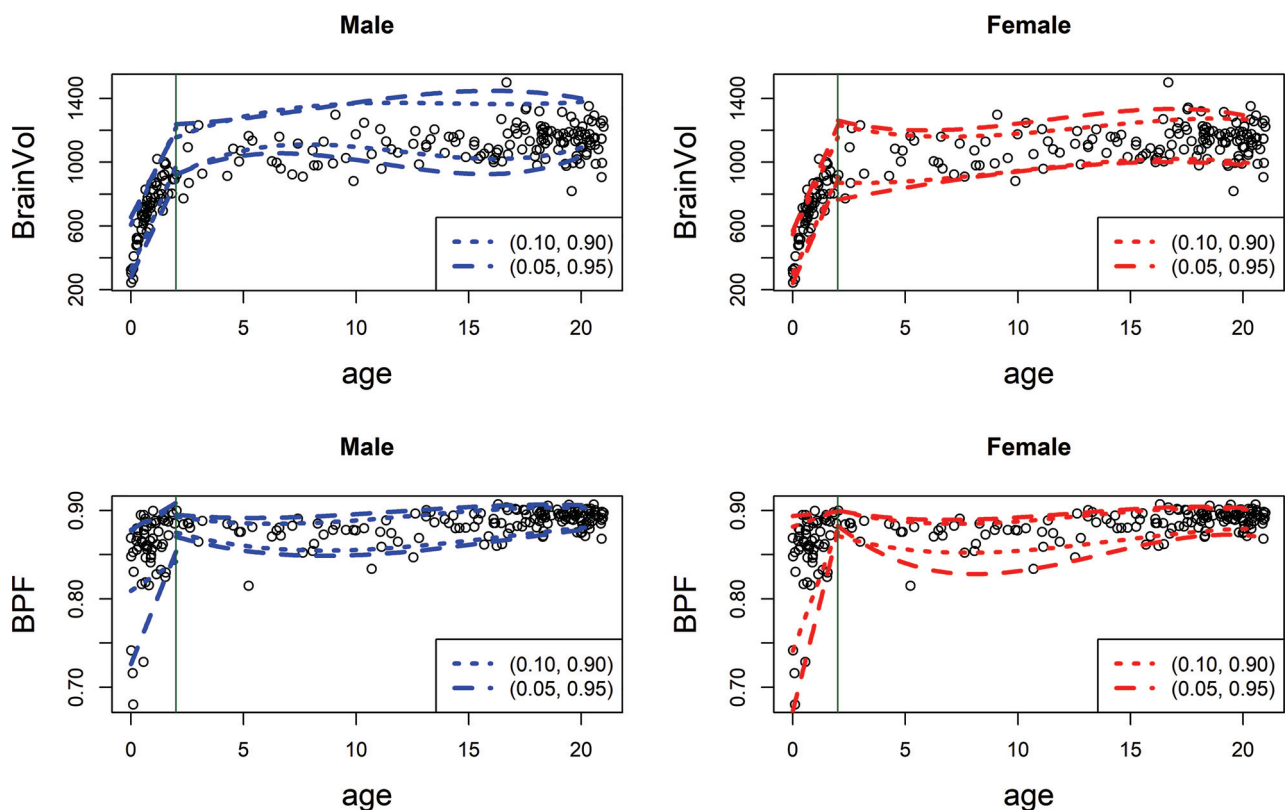 Male
BrainVol
200 600 1000 1400
0 5 10 15 20
age
(0.10, 0.90)
(0.05, 0.95)
Female
BrainVol
200 600 1000 1400
0 5 10 15 20
age
(0.10, 0.90)
(0.05, 0.95)
Male
BPF
0.70 0.80 0.90
0 5 10 15 20
age
(0.10, 0.90)
(0.05, 0.95)
Female
BPF
0.70 0.80 0.90
0 5 10 15 20
age
(0.10, 0.90)
(0.05, 0.95)